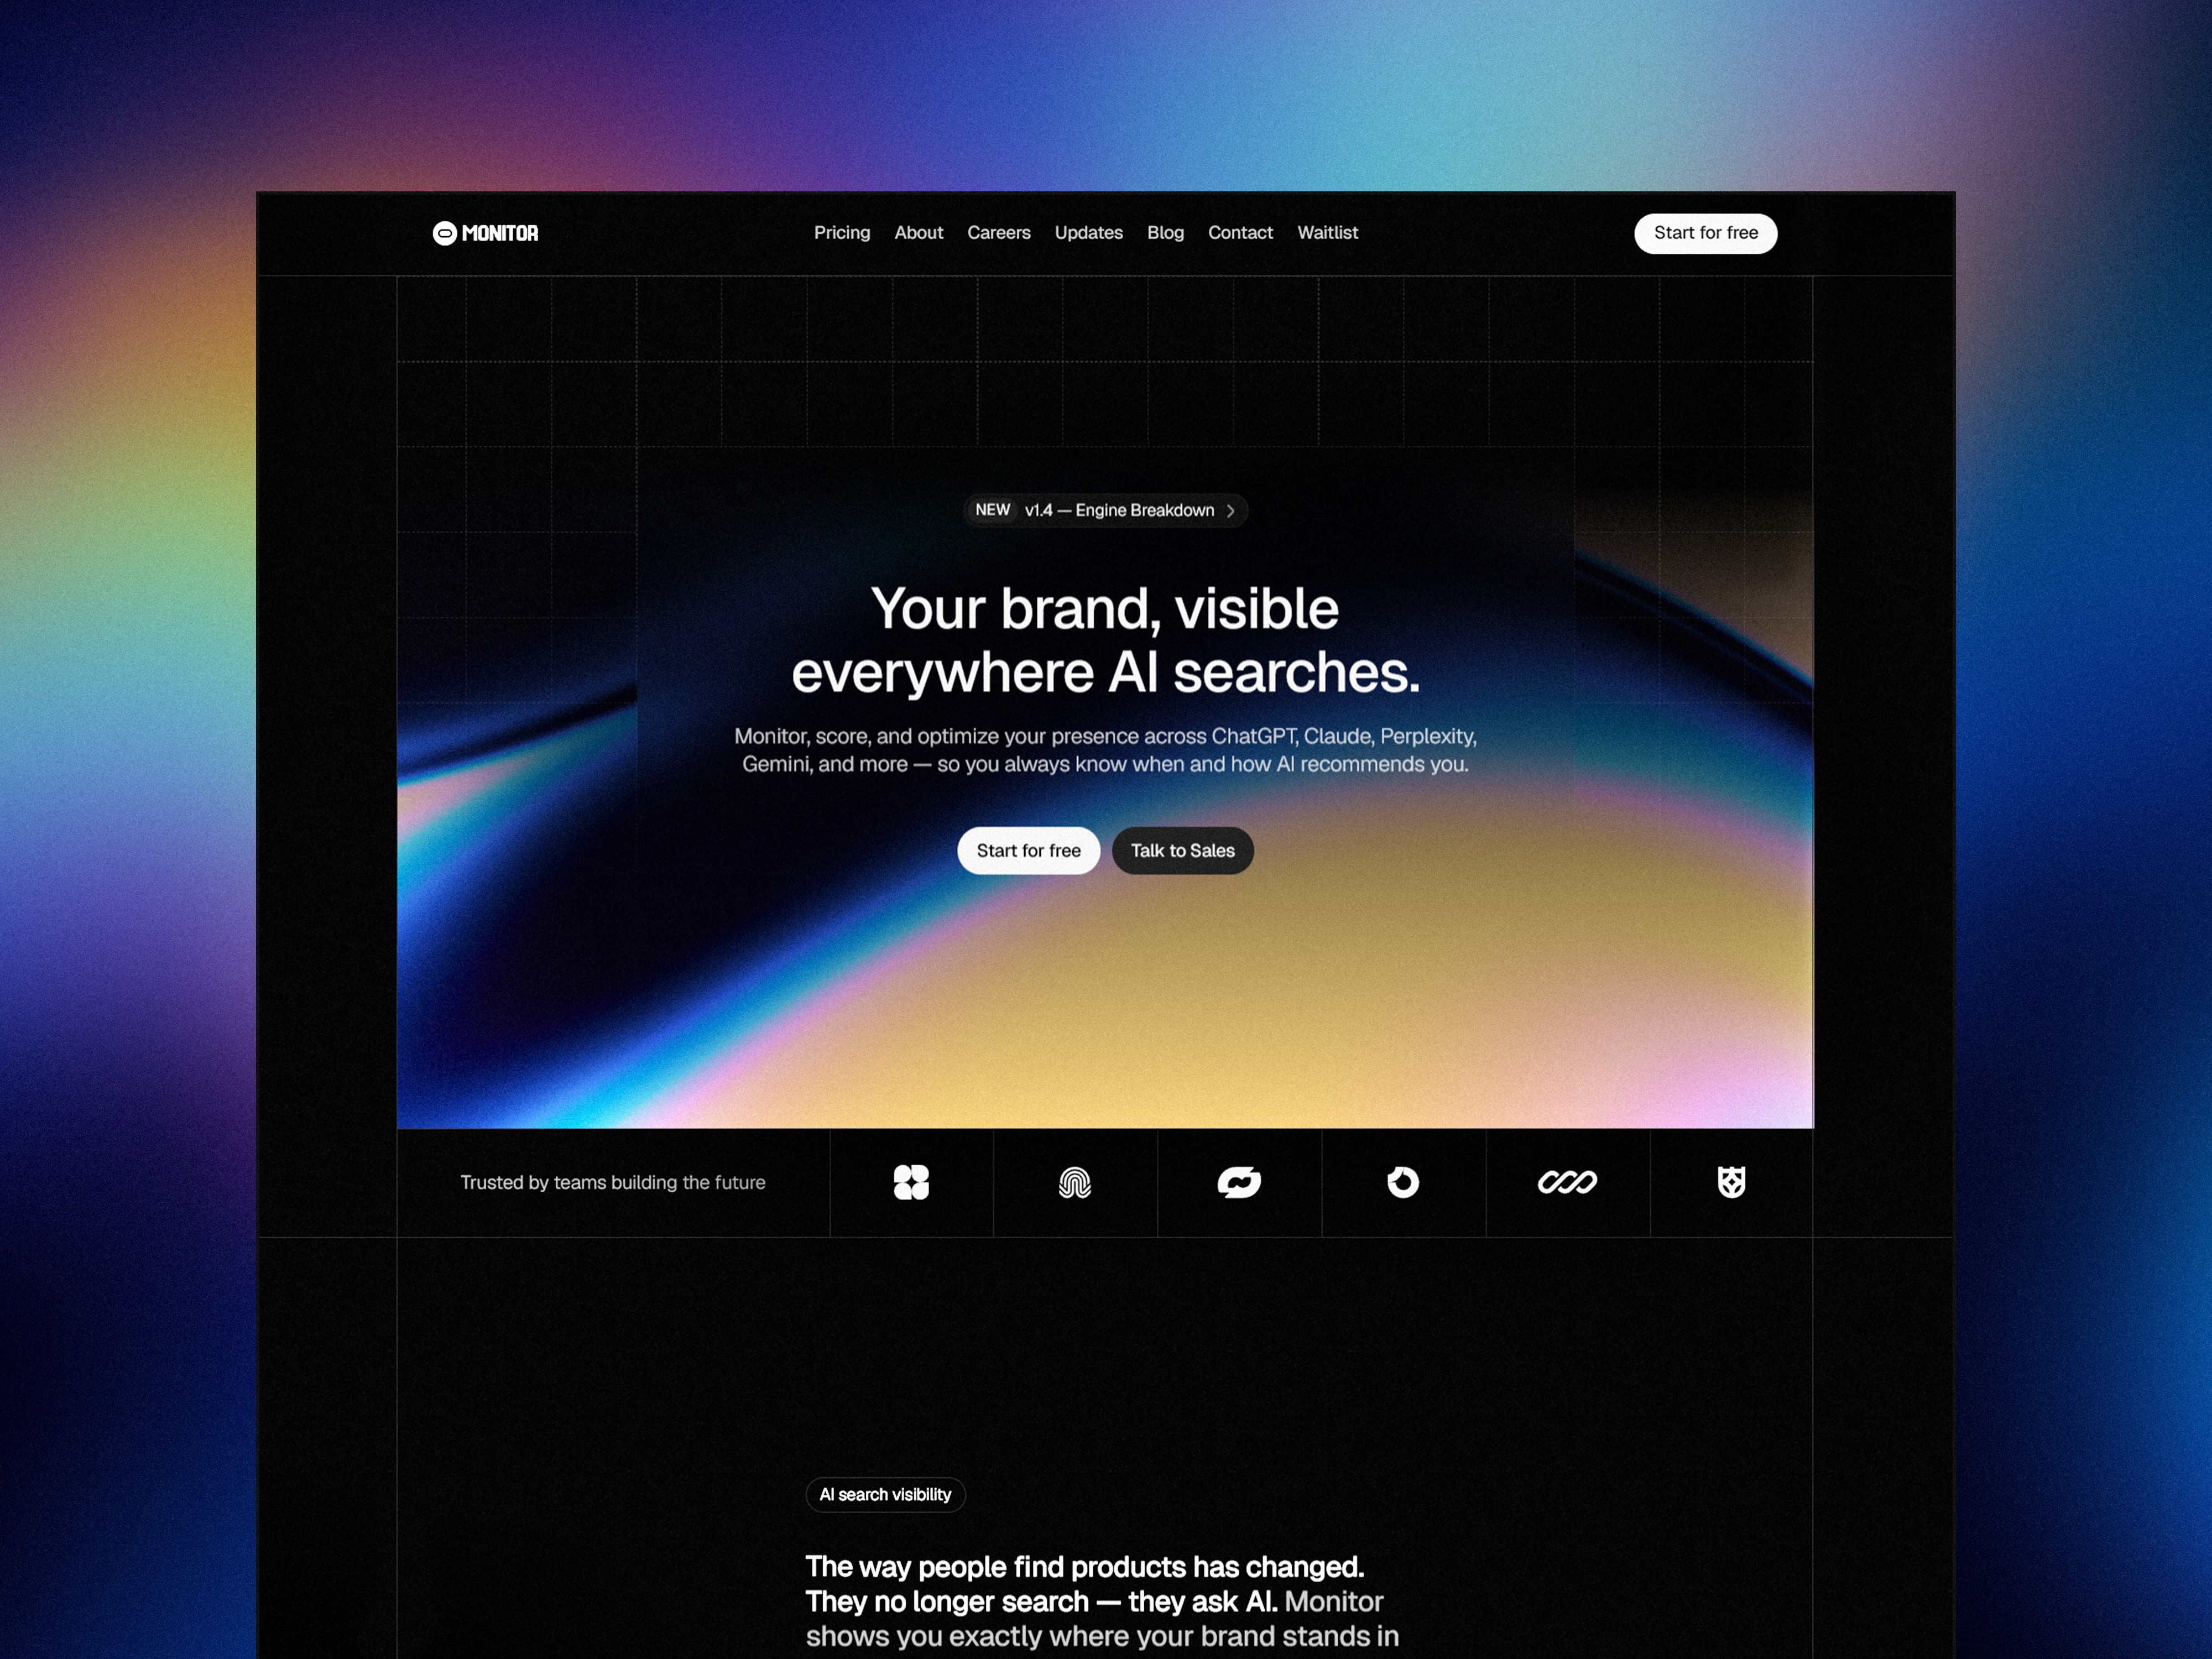 MONITOR
Pricing About Careers Updates Blog Contact Waitlist
Start for free
NEW v1.4 — Engine Breakdown
Your brand, visible
everywhere AI searches.
Monitor, score, and optimize your presence across ChatGPT, Claude, Perplexity,
Gemini, and more — so you always know when and how AI recommends you.
Start for free
Talk to Sales
Trusted by teams building the future
AI search visibility
The way people find products has changed.
They no longer search — they ask AI. Monitor
shows you exactly where your brand stands in